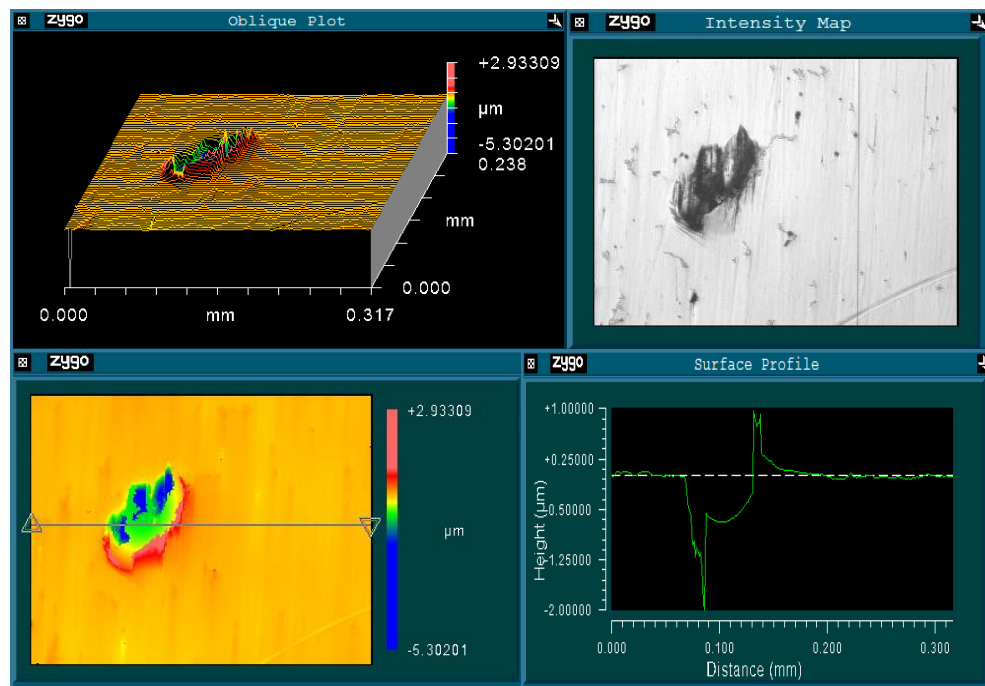 zygo Oblique Plot
+2.93309
µm
-5.30201
0.238
mm
0.000
0.000 mm 0.317
zygo Intensity Map
zygo
+2.93309
µm
-5.30201
zygo Surface Profile
+1.00000
+0.25000
-0.50000
-1.25000
-2.00000
Height (µm)
0.000 0.100 0.200 0.300
Distance (mm)